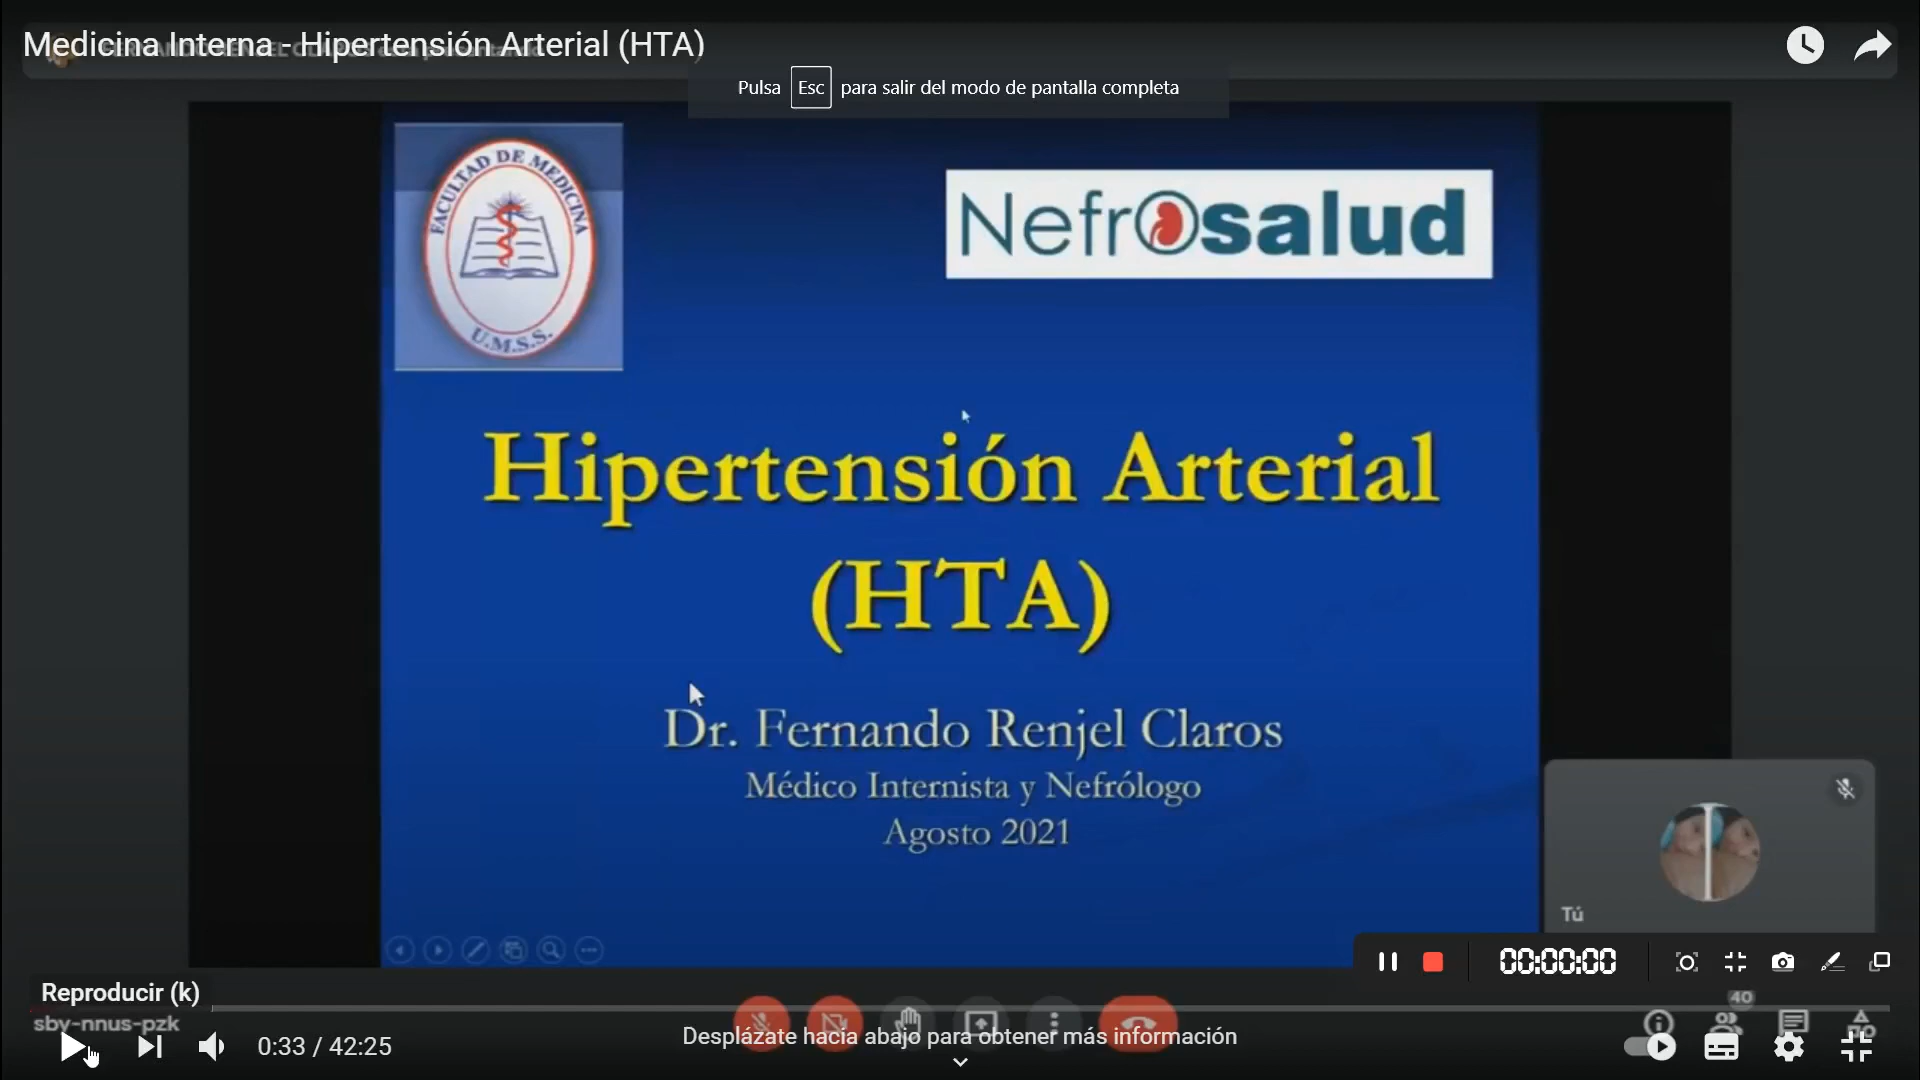 Medicina Interna - Hipertensión Arterial (HTA)
Pulsa Esc para salir del modo de pantalla completa
FACULTAD DE MEDICINA
U.M.S.S.
Nefrosalud
Hipertensión Arterial
(HTA)
Dr. Fernando Renjel Claros
Médico Internista y Nefrólogo
Agosto 2021
Tú
00:00:00
Reproducir (k)
40
sby-nnus-pzk
Desplázate hacia abajo para obtener más información
0:33 / 42:25